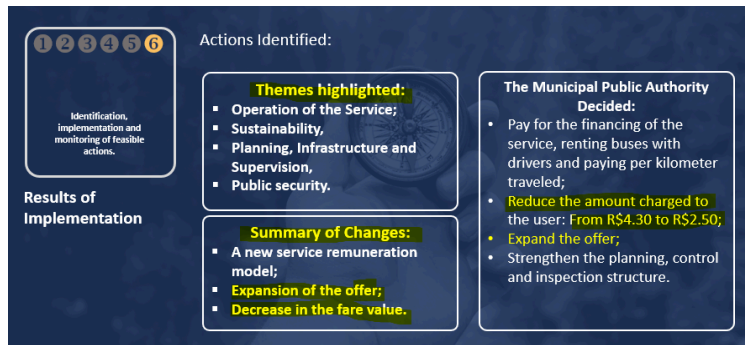 1 2 3 4 5 6
Identification,
implementation and
monitoring of feasible
actions.
Results of
Implementation
Actions Identified:
Themes highlighted:
▪ Operation of the Service;
▪ Sustainability,
▪ Planning, Infrastructure and
Supervision,
▪ Public security.
Summary of Changes:
▪ A new service remuneration
model;
▪ Expansion of the offer;
▪ Decrease in the fare value.
The Municipal Public Authority
Decided:
• Pay for the financing of the
service, renting buses with
drivers and paying per kilometer
traveled;
• Reduce the amount charged to
the user: From R$4.30 to R$2.50;
• Expand the offer;
• Strengthen the planning, control
and inspection structure.